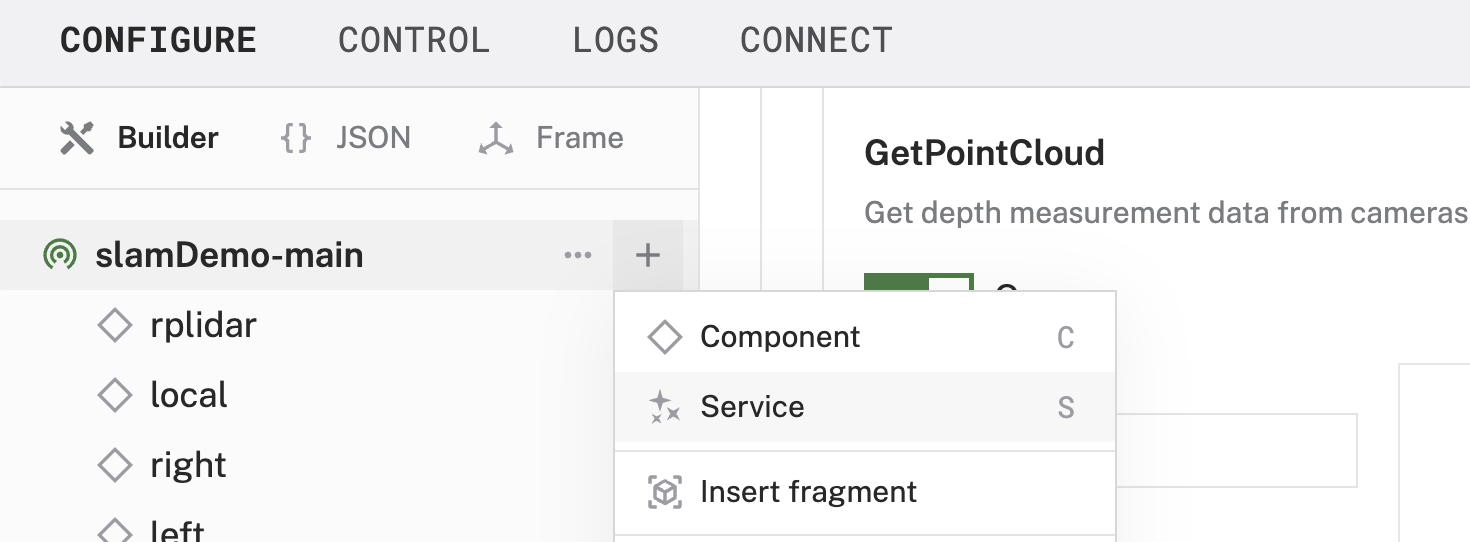 CONFIGURE CONTROL LOGS CONNECT
Builder {} JSON Frame
GetPointCloud
Get depth measurement data from cameras
slamDemo-main ... +
rplidar
Component C
local
Service S
right
Insert fragment
left